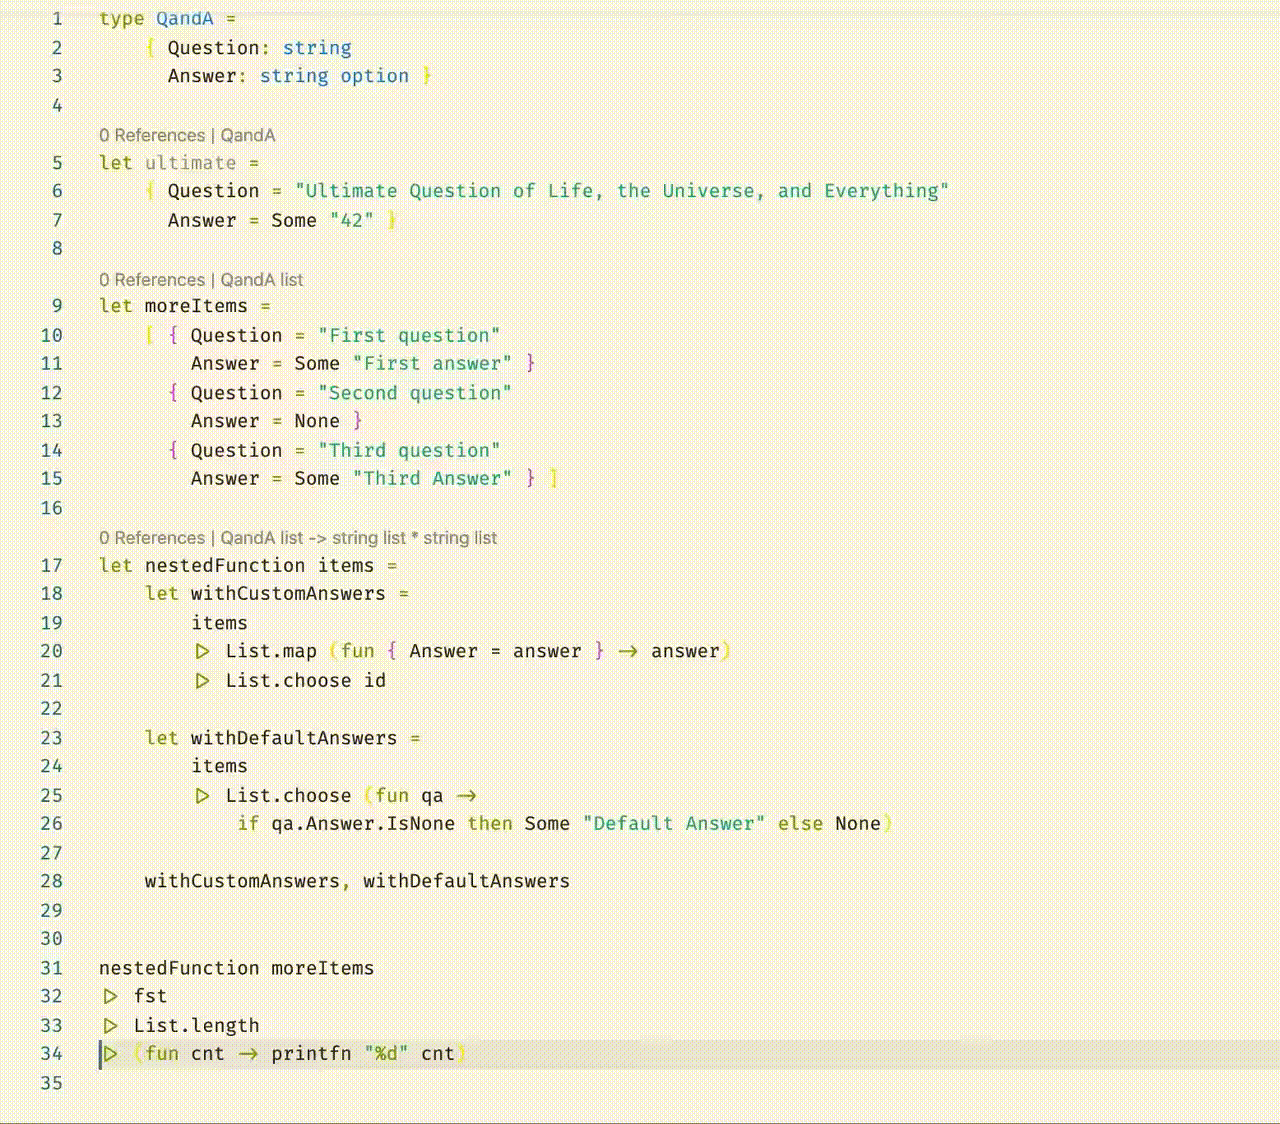 1 type QandA =
2 { Question: string
3 Answer: string option }
4
0 References | QandA
5 let ultimate =
6 { Question = "Ultimate Question of Life, the Universe, and Everything"
7 Answer = Some "42" }
8
0 References | QandA list
9 let moreItems =
10 [ { Question = "First question"
11 Answer = Some "First answer" }
12 { Question = "Second question"
13 Answer = None }
14 { Question = "Third question"
15 Answer = Some "Third Answer" } ]
16
0 References | QandA list -> string list * string list
17 let nestedFunction items =
18 let withCustomAnswers =
19 items
20 ▷ List.map (fun { Answer = answer } → answer)
21 ▷ List.choose id
22
23 let withDefaultAnswers =
24 items
25 ▷ List.choose (fun qa →
26 if qa.Answer.IsNone then Some "Default Answer" else None)
27
28 withCustomAnswers, withDefaultAnswers
29
30
31 nestedFunction moreItems
32 ▷ fst
33 ▷ List.length
34 ▷ (fun cnt → printfn "%d" cnt)
35